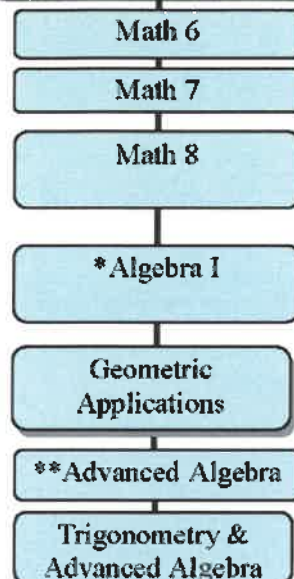 Math 6
Math 7
Math 8
*Algebra I
Geometric
Applications
**Advanced Algebra
Trigonometry &
Advanced Algebra